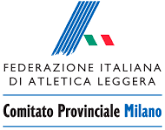 FEDERAZIONE ITALIANA
DI ATLETICA LEGGERA
Comitato Provinciale Milano